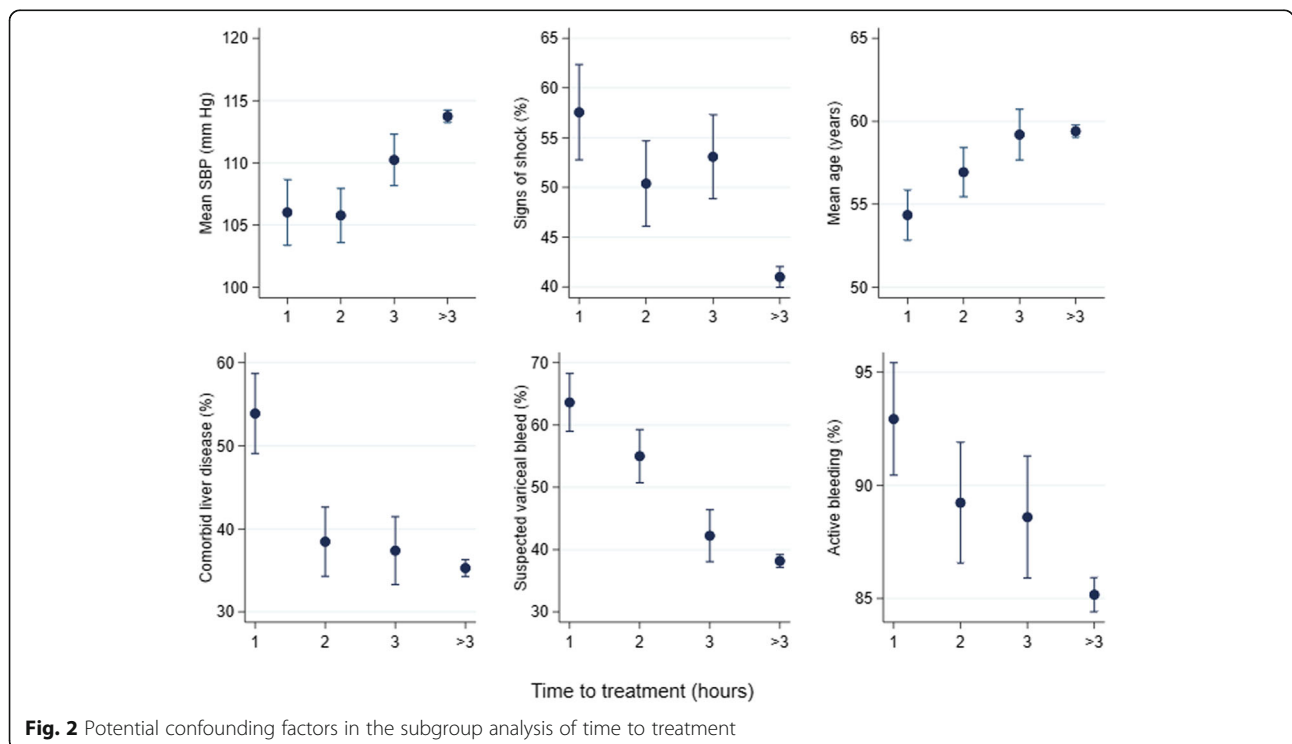 Mean SBP (mm Hg)
120
115
110
105
100
1 2 3 >3
Signs of shock (%)
65
60
55
50
45
40
1 2 3 >3
Mean age (years)
65
60
55
50
1 2 3 >3
Comorbid liver disease (%)
60
50
40
30
1 2 3 >3
Suspected variceal bleed (%)
70
60
50
40
30
1 2 3 >3
Active bleeding (%)
95
90
85
1 2 3 >3
Time to treatment (hours)
Fig. 2 Potential confounding factors in the subgroup analysis of time to treatment